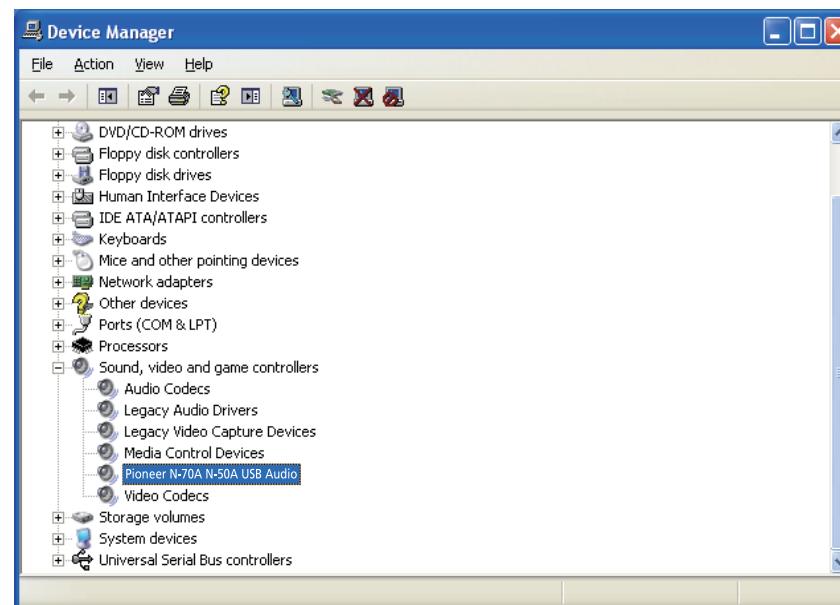 Device Manager
File Action View Help
DVD/CD-ROM drives
Floppy disk controllers
Floppy disk drives
Human Interface Devices
IDE ATA/ATAPI controllers
Keyboards
Mice and other pointing devices
Network adapters
Other devices
Ports (COM & LPT)
Processors
Sound, video and game controllers
Audio Codecs
Legacy Audio Drivers
Legacy Video Capture Devices
Media Control Devices
Pioneer N-70A N-50A USB Audio
Video Codecs
Storage volumes
System devices
Universal Serial Bus controllers